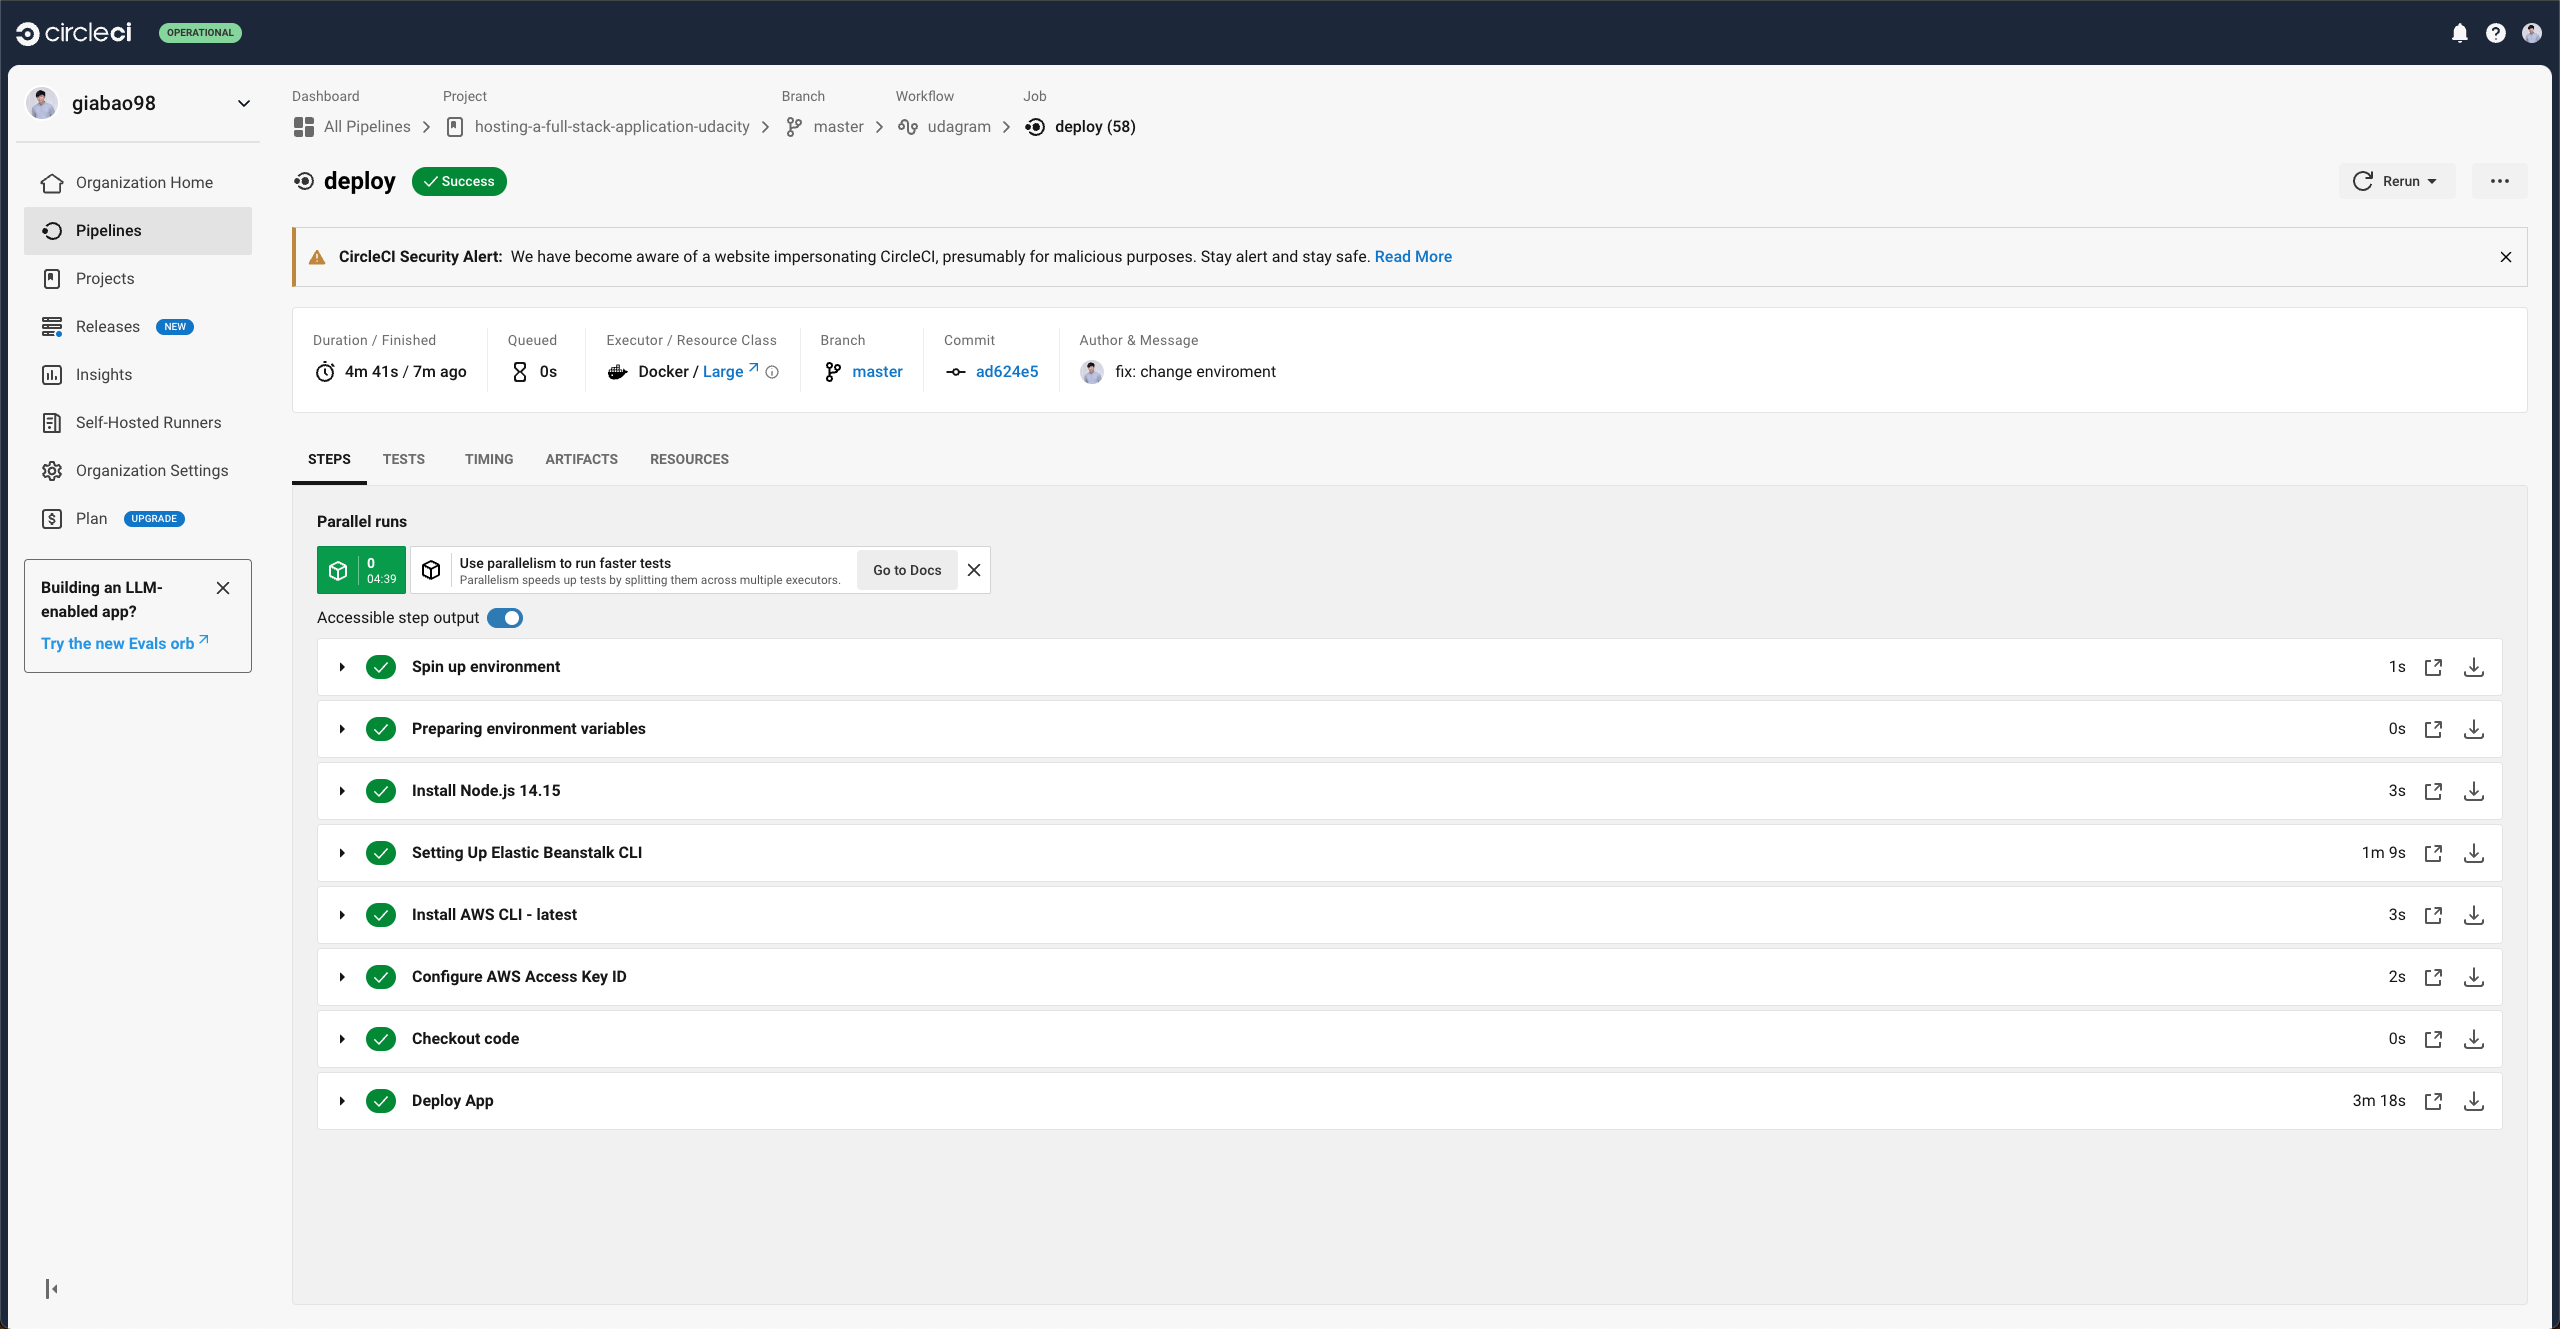 circleci
OPERATIONAL
giabao98
Organization Home
Pipelines
Projects
Releases NEW
Insights
Self-Hosted Runners
Organization Settings
Plan UPGRADE
Building an LLM-
enabled app?
Try the new Evals orb
Dashboard Project Branch Workflow Job
All Pipelines hosting-a-full-stack-application-udacity master udagram deploy (58)
deploy Success
Rerun
CircleCI Security Alert: We have become aware of a website impersonating CircleCI, presumably for malicious purposes. Stay alert and stay safe. Read More
Duration / Finished Queued Executor / Resource Class Branch Commit Author & Message
4m 41s / 7m ago 0s Docker / Large master ad624e5 fix: change enviroment
STEPS TESTS TIMING ARTIFACTS RESOURCES
Parallel runs
0
04:39
Use parallelism to run faster tests
Parallelism speeds up tests by splitting them across multiple executors.
Go to Docs
Accessible step output
Spin up environment 1s
Preparing environment variables 0s
Install Node.js 14.15 3s
Setting Up Elastic Beanstalk CLI 1m 9s
Install AWS CLI - latest 3s
Configure AWS Access Key ID 2s
Checkout code 0s
Deploy App 3m 18s